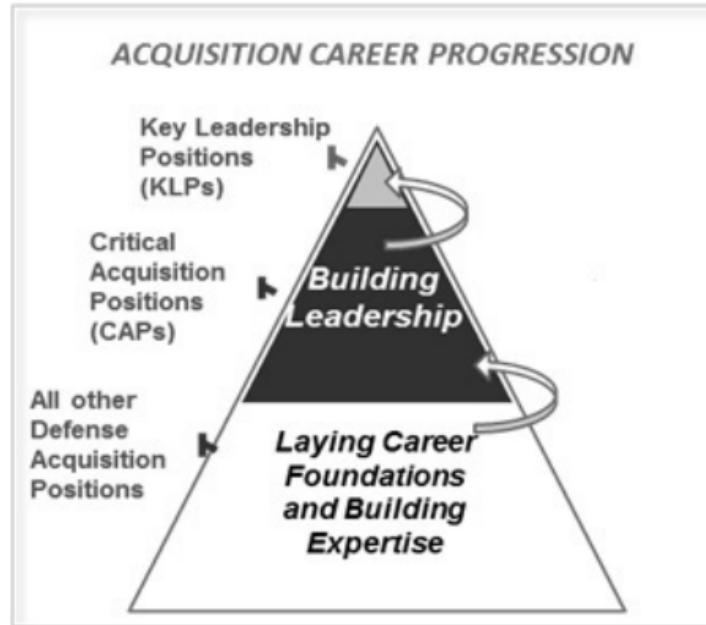 ACQUISITION CAREER PROGRESSION
Key Leadership
Positions
(KLPs)
Critical
Acquisition
Positions
(CAPs)
Building
Leadership
All other
Defense
Acquisition
Positions
Laying Career
Foundations
and Building
Expertise